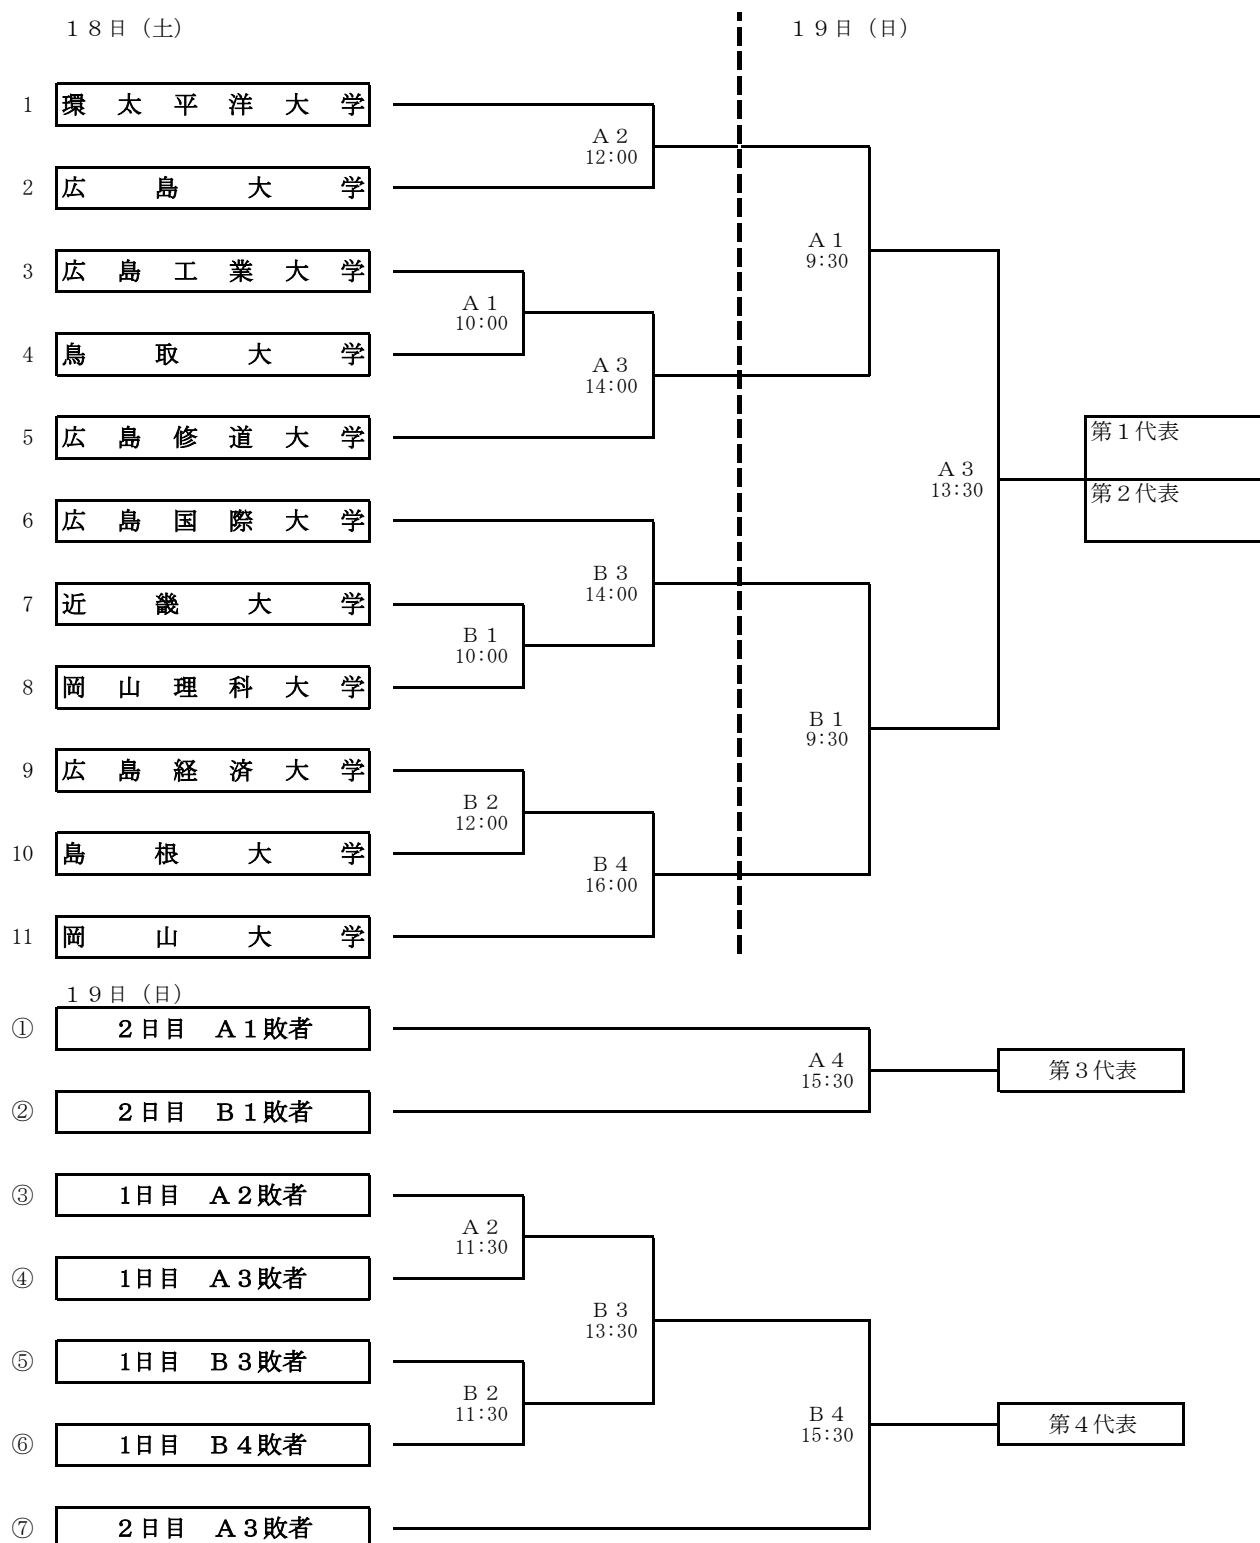 １８日（土）
１９日（日）
1 環太平洋大学
Ａ２
12:00
2 広島大学
Ａ１
9:30
3 広島工業大学
Ａ１
10:00
4 鳥取大学
Ａ３
14:00
5 広島修道大学
第１代表
Ａ３
13:30
第２代表
6 広島国際大学
Ｂ３
14:00
7 近畿大学
Ｂ１
10:00
8 岡山理科大学
Ｂ１
9:30
9 広島経済大学
Ｂ２
12:00
10 島根大学
Ｂ４
16:00
11 岡山大学
１９日（日）
① ２日目　Ａ１敗者
Ａ４
15:30
第３代表
② ２日目　Ｂ１敗者
③ 1日目　Ａ２敗者
Ａ２
11:30
④ 1日目　Ａ３敗者
Ｂ３
13:30
⑤ 1日目　Ｂ３敗者
Ｂ２
11:30
Ｂ４
15:30
第４代表
⑥ 1日目　Ｂ４敗者
⑦ ２日目　Ａ３敗者